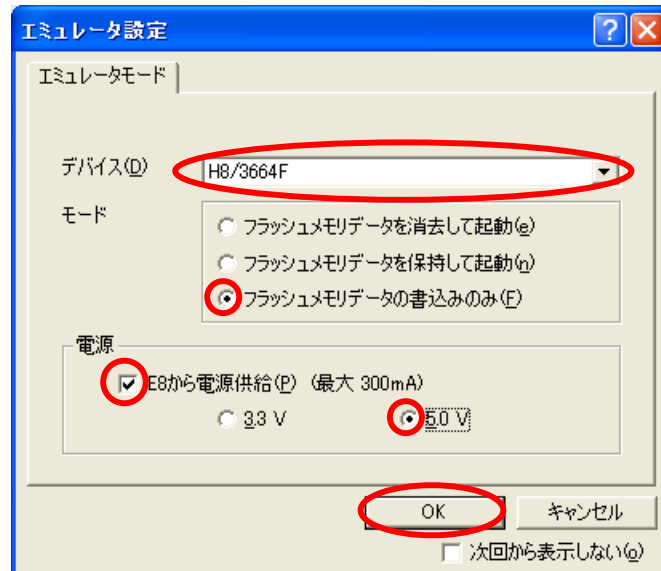 エミュレータ設定
エミュレータモード
デバイス(D) H8/3664F
モード
フラッシュメモリデータを消去して起動(e)
フラッシュメモリデータを保持して起動(n)
フラッシュメモリデータの書込みのみ(F)
電源
E8から電源供給(P) (最大 300mA)
3.3 V 5.0 V
OK キャンセル
次回から表示しない(o)